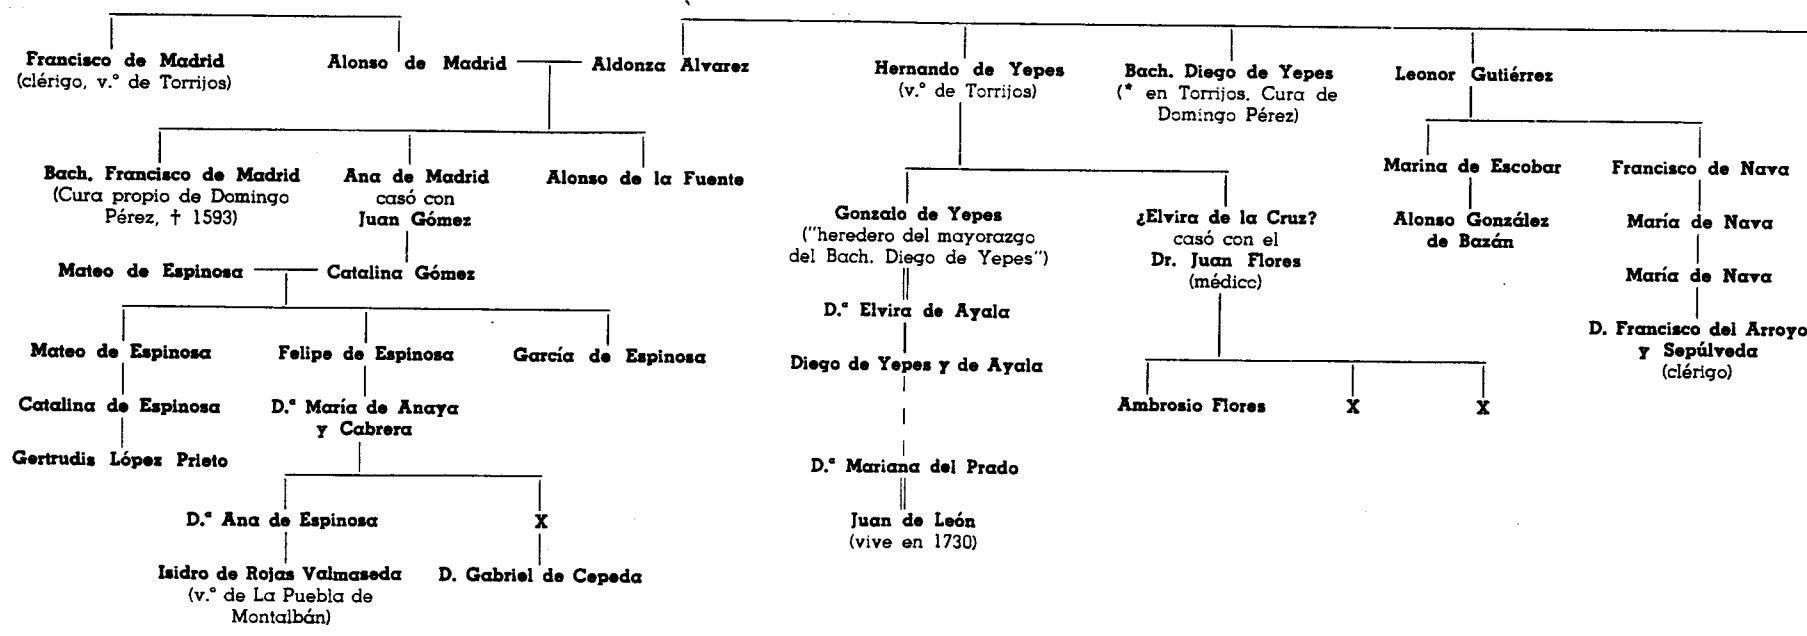 Francisco de Madrid
(clérigo, v.º de Torrijos)
Alonso de Madrid
Aldonza Alvarez
Hernando de Yepes
(v.º de Torrijos)
Bach. Diego de Yepes
(* en Torrijos. Cura de
Domingo Pérez)
Leonor Gutiérrez
Bach. Francisco de Madrid
(Cura propio de Domingo
Pérez, † 1593)
Ana de Madrid
casó con
Juan Gómez
Alonso de la Fuente
Marina de Escobar
Francisco de Nava
Gonzalo de Yepes
("heredero del mayorazgo
del Bach. Diego de Yepes")
¿Elvira de la Cruz?
casó con el
Dr. Juan Flores
(médicc)
Alonso González
de Bazán
María de Nava
Mateo de Espinosa
Catalina Gómez
María de Nava
D.ª Elvira de Ayala
D. Francisco del Arroyo
y Sepúlveda
(clérigo)
Mateo de Espinosa
Felipe de Espinosa
García de Espinosa
Diego de Yepes y de Ayala
Catalina de Espinosa
D.ª María de Anaya
y Cabrera
Ambrosio Flores
X
X
Gertrudis López Prieto
D.ª Mariana del Prado
D.ª Ana de Espinosa
X
Juan de León
(vive en 1730)
Isidro de Rojas Valmaseda
(v.º de La Puebla de
Montalbán)
D. Gabriel de Cepeda